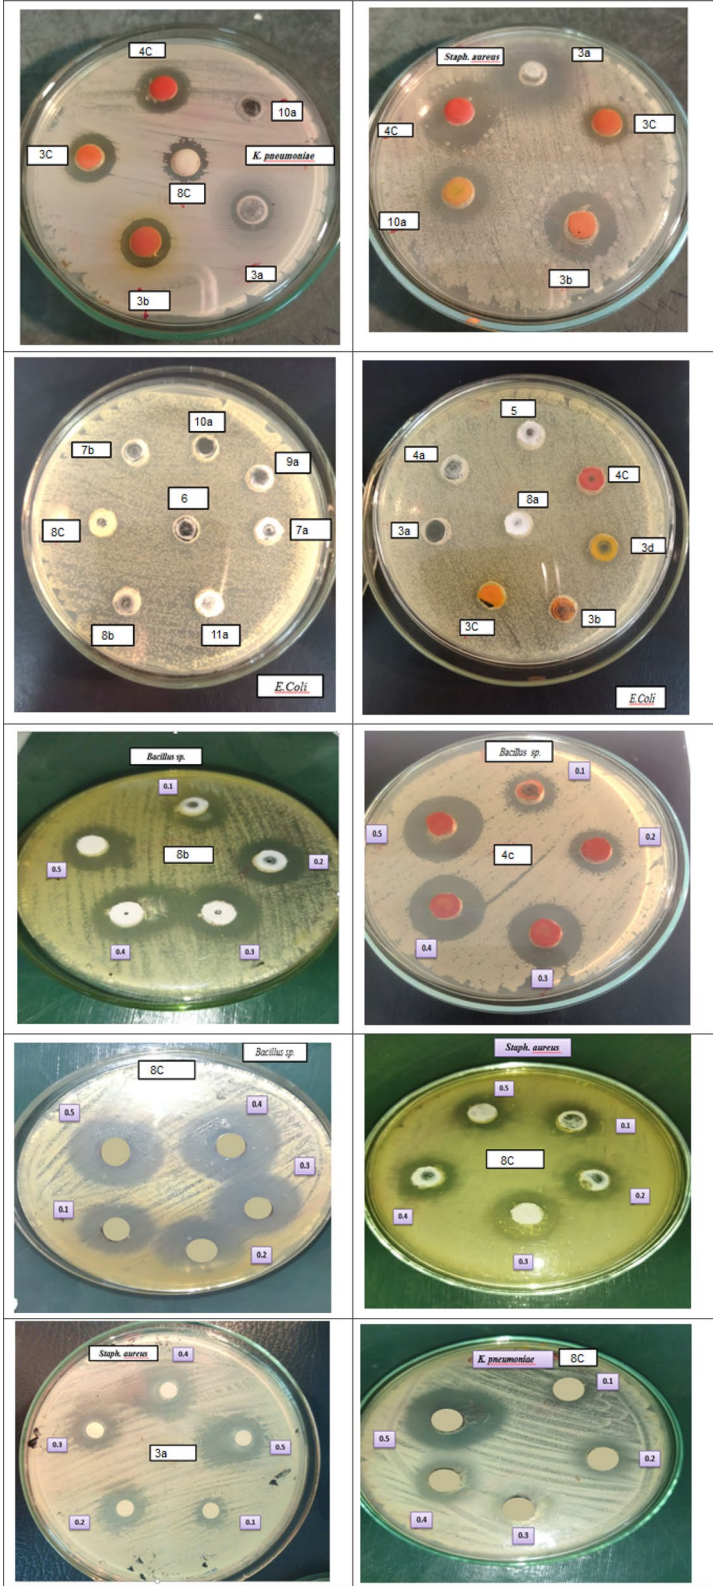 4C
10a
3C
K. pneumoniae
8C
3a
3b
Staph. aureus
3a
4C
3C
10a
3b
10a
7b
9a
6
8C
7a
8b
11a
E.Coli
5
4a
4C
8a
3a
3d
3C
3b
E.Coli
Bacillus sp.
0.1
8b
0.5
0.2
0.4
0.3
Bacillus sp.
0.1
0.5
0.2
4c
0.4
0.3
Bacillus sp.
8C
0.5
0.4
0.3
0.1
0.2
Staph. aureus
0.5
0.1
8C
0.4
0.2
0.3
Staph. aureus
0.4
0.3
3a
0.5
0.2
0.1
K. pneumoniae
8C
0.1
0.5
0.2
0.4
0.3